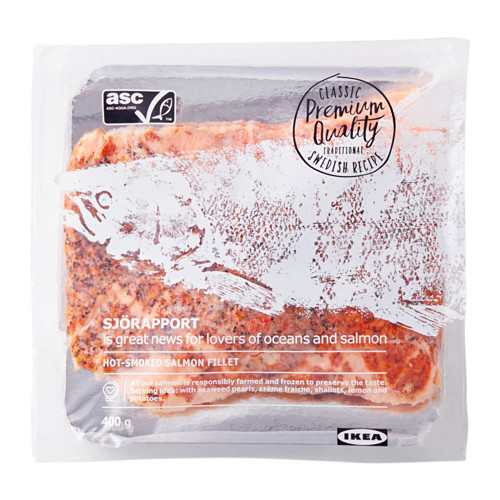 asc
ASC-AQUA.ORG
CLASSIC
Premium
Quality
TRADITIONAL
SWEDISH RECIPE
SJÖRAPPORT
is great news for lovers of oceans and salmon
HOT-SMOKED SALMON FILLET
All our salmon is responsibly farmed and frozen to preserve the taste.
Serving idea: with seaweed pearls, crème fraiche, shallots, lemon and
potatoes.
400 g
IKEA